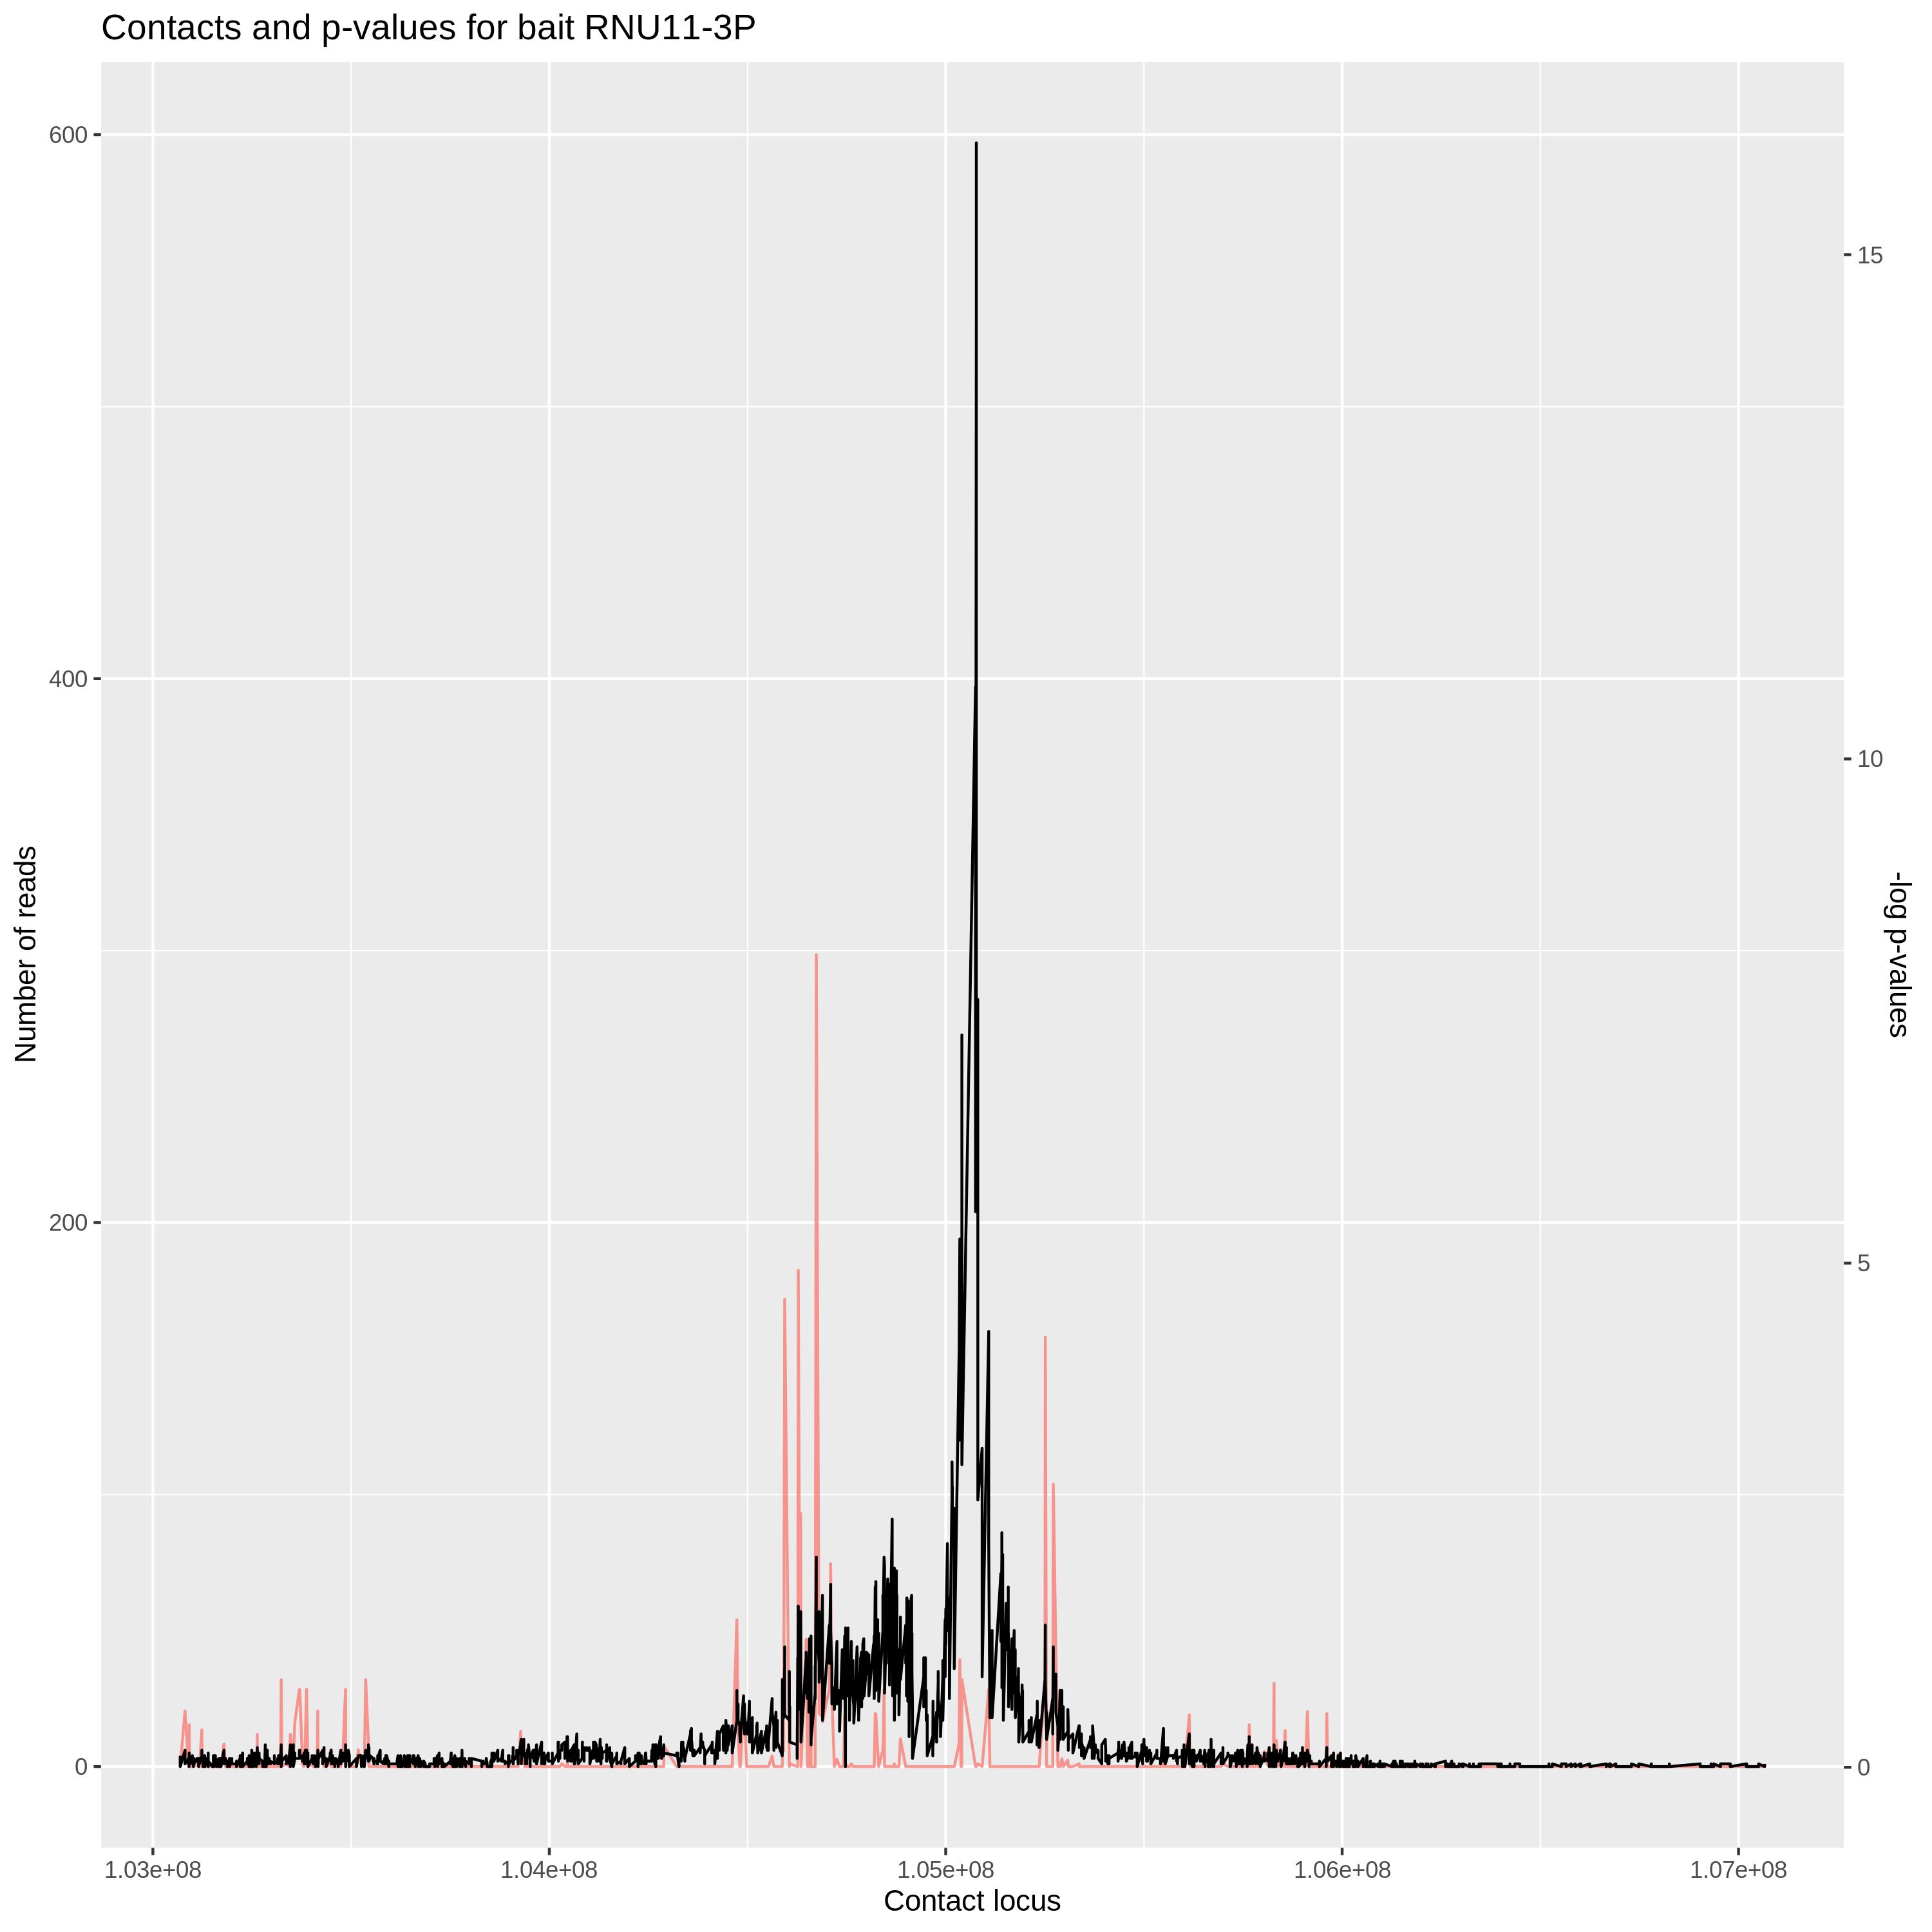 Contacts and p-values for bait RNU11-3P
600
400
200
0
Number of reads
15
10
5
0
-log p-values
1.03e+08
1.04e+08
1.05e+08
1.06e+08
1.07e+08
Contact locus